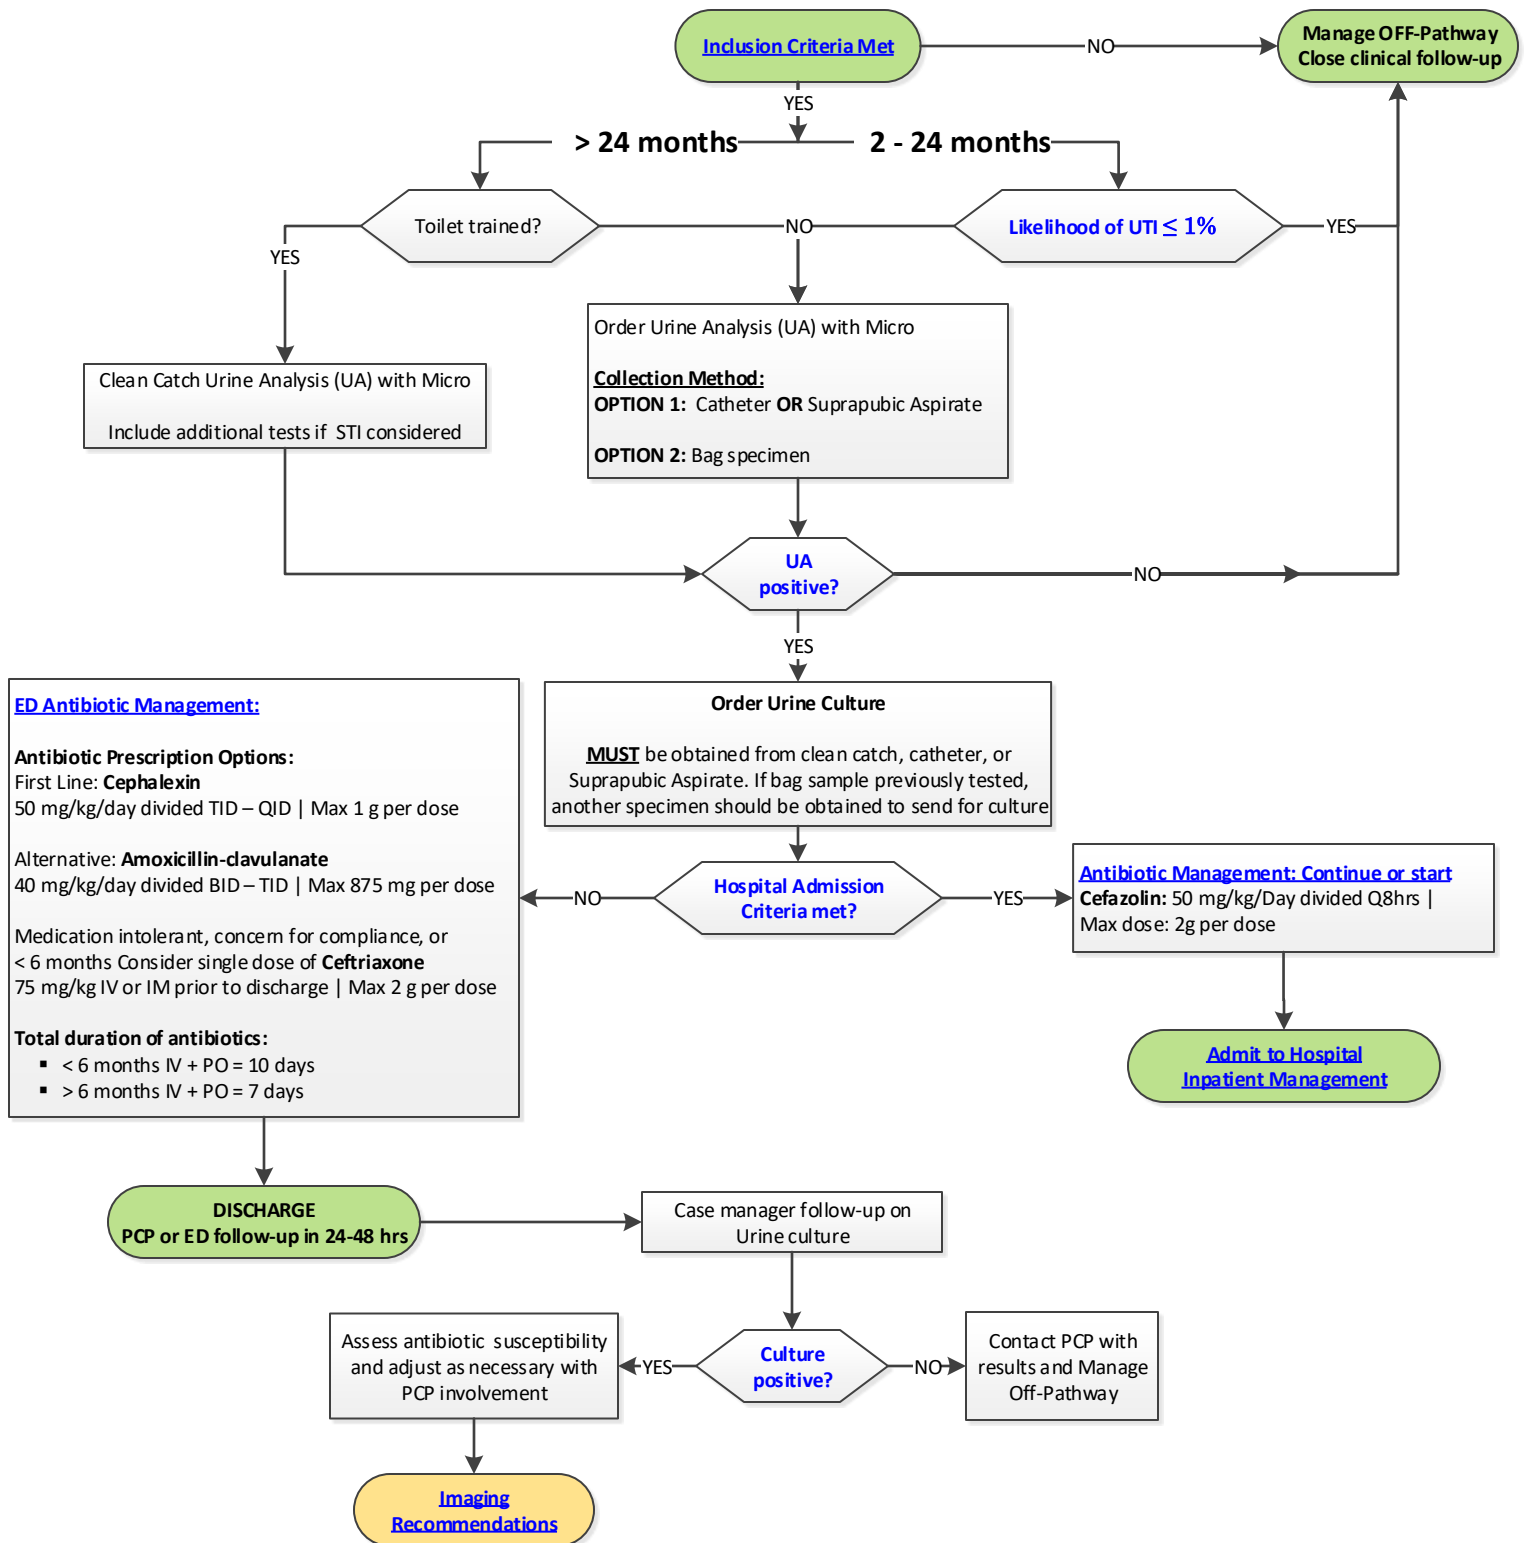 Inclusion Criteria Met
NO
Manage OFF-Pathway
Close clinical follow-up
YES
> 24 months
2 - 24 months
Toilet trained?
NO
Likelihood of UTI ≤ 1%
YES
YES
Order Urine Analysis (UA) with Micro
Collection Method:
OPTION 1: Catheter OR Suprapubic Aspirate
OPTION 2: Bag specimen
Clean Catch Urine Analysis (UA) with Micro
Include additional tests if STI considered
UA
positive?
NO
YES
Order Urine Culture
MUST be obtained from clean catch, catheter, or
Suprapubic Aspirate. If bag sample previously tested,
another specimen should be obtained to send for culture
ED Antibiotic Management:
Antibiotic Prescription Options:
First Line: Cephalexin
50 mg/kg/day divided TID – QID | Max 1 g per dose
Alternative: Amoxicillin-clavulanate
40 mg/kg/day divided BID – TID | Max 875 mg per dose
Medication intolerant, concern for compliance, or
< 6 months Consider single dose of Ceftriaxone
75 mg/kg IV or IM prior to discharge | Max 2 g per dose
Total duration of antibiotics:
▪ < 6 months IV + PO = 10 days
▪ > 6 months IV + PO = 7 days
NO
Hospital Admission
Criteria met?
YES
Antibiotic Management: Continue or start
Cefazolin: 50 mg/kg/Day divided Q8hrs |
Max dose: 2g per dose
Admit to Hospital
Inpatient Management
DISCHARGE
PCP or ED follow-up in 24-48 hrs
Case manager follow-up on
Urine culture
Assess antibiotic susceptibility
and adjust as necessary with
PCP involvement
YES
Culture
positive?
NO
Contact PCP with
results and Manage
Off-Pathway
Imaging
Recommendations